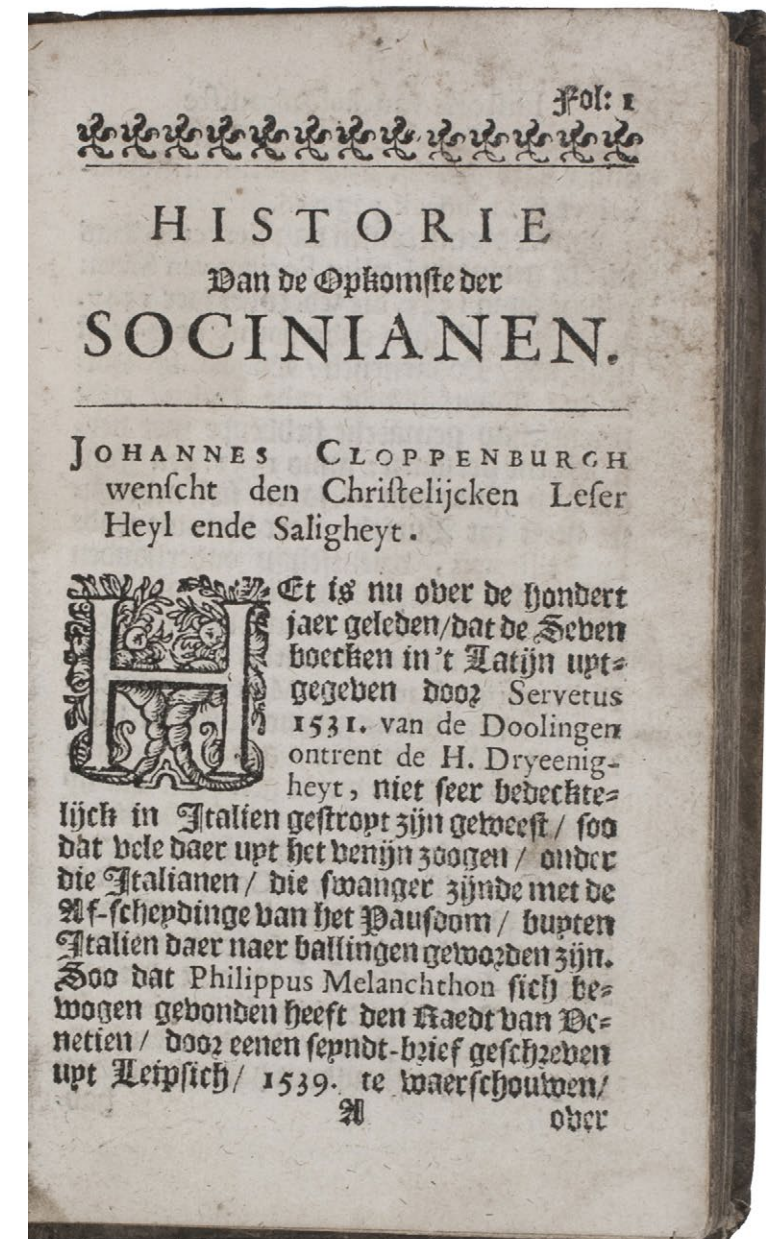 Fol: 1
HISTORIE
Van de Opkomste der
SOCINIANEN.
JOHANNES CLOPPENBURGH
wenscht den Christelijcken Leser
Heyl ende Saligheyt.
HEt is nu over de hondert
jaer geleden/dat de Seven
boecken in 't Latijn uyt-
gegeven door Servetus
1531. van de Doolingen
ontrent de H. Dryeenig-
heyt, niet seer bedeckte-
lijck in Italien gestroyt zijn geweest / soo
dat vele daer uyt het venijn zoogen / onder
die Italianen / die swanger zijnde met de
Af-scheydinge van het Pausdom / buyten
Italien daer naer ballingen geworden zijn.
Soo dat Philippus Melanchthon sich be-
wogen gevonden heeft den Raedt van Ve-
netien / door eenen seyndt-brief geschreven
uyt Leipsich / 1539. te waerschouwen/
A over